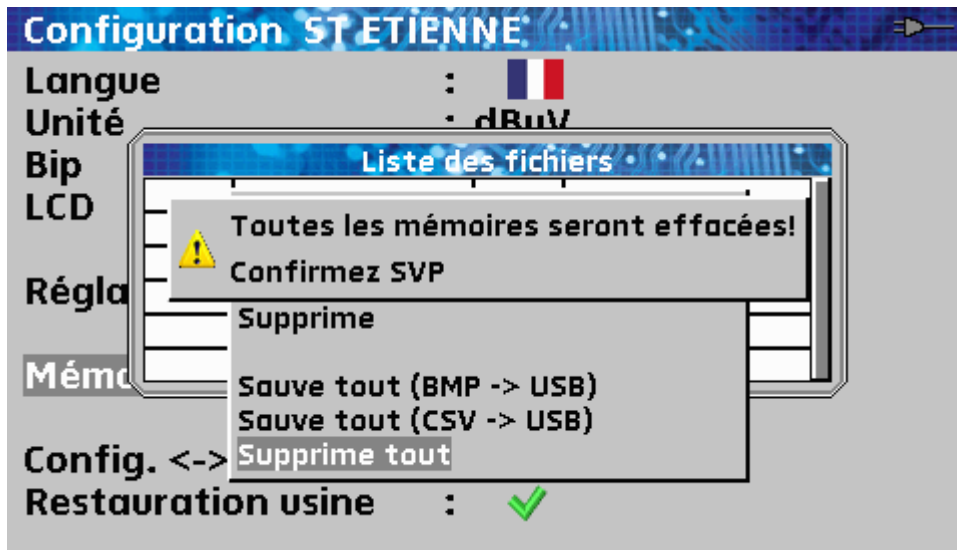 Configuration ST ETIENNE
Langue :
Unité : dBuV
Bip
LCD
Liste des fichiers
Toutes les mémoires seront effacées!
Confirmez SVP
Supprime
Sauve tout (BMP -> USB)
Sauve tout (CSV -> USB)
Supprime tout
Config. <->
Restauration usine :